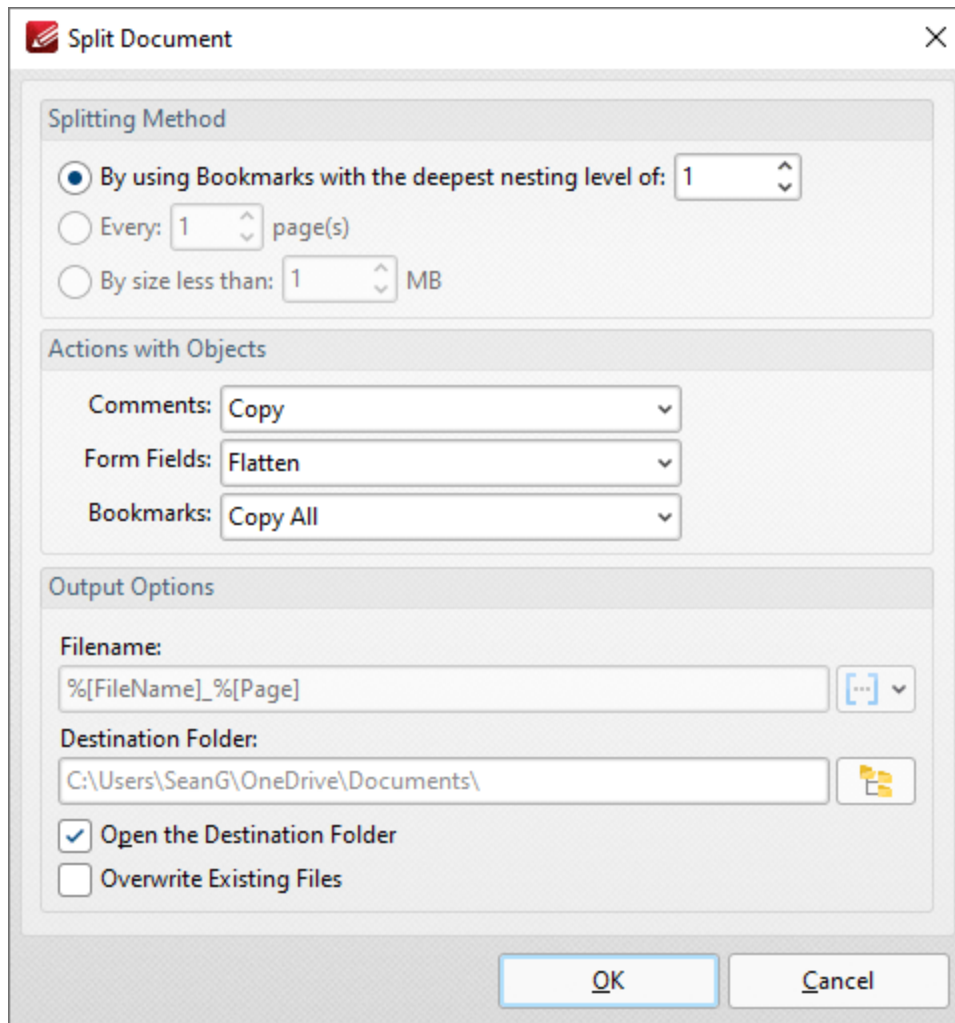 Split Document
Splitting Method
By using Bookmarks with the deepest nesting level of: 1
Every: 1 page(s)
By size less than: 1 MB
Actions with Objects
Comments: Copy
Form Fields: Flatten
Bookmarks: Copy All
Output Options
Filename:
%[FileName]_%[Page]
Destination Folder:
C:\Users\SeanG\OneDrive\Documents\
Open the Destination Folder
Overwrite Existing Files
OK Cancel